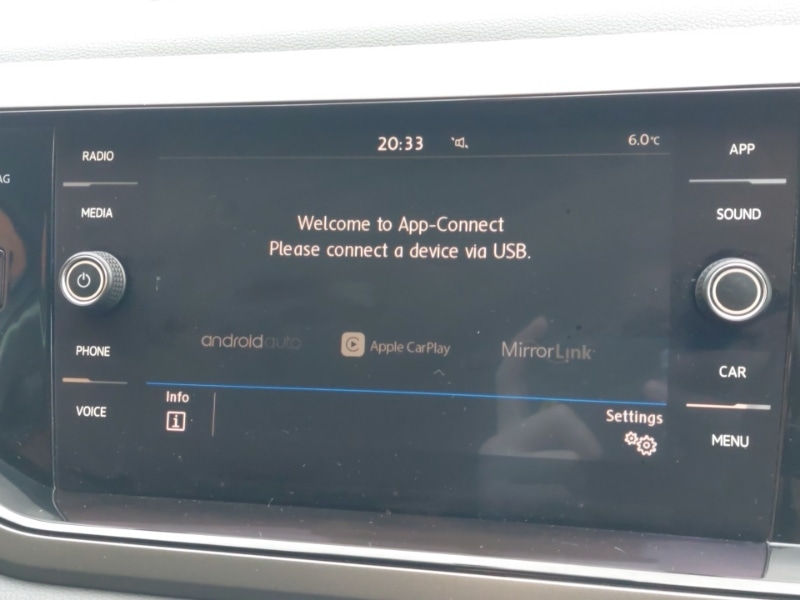 20:33
6.0°C
AG
RADIO
MEDIA
PHONE
VOICE
Welcome to App-Connect
Please connect a device via USB.
androidauto
Apple CarPlay
MirrorLink
Info
i
Settings
APP
SOUND
CAR
MENU